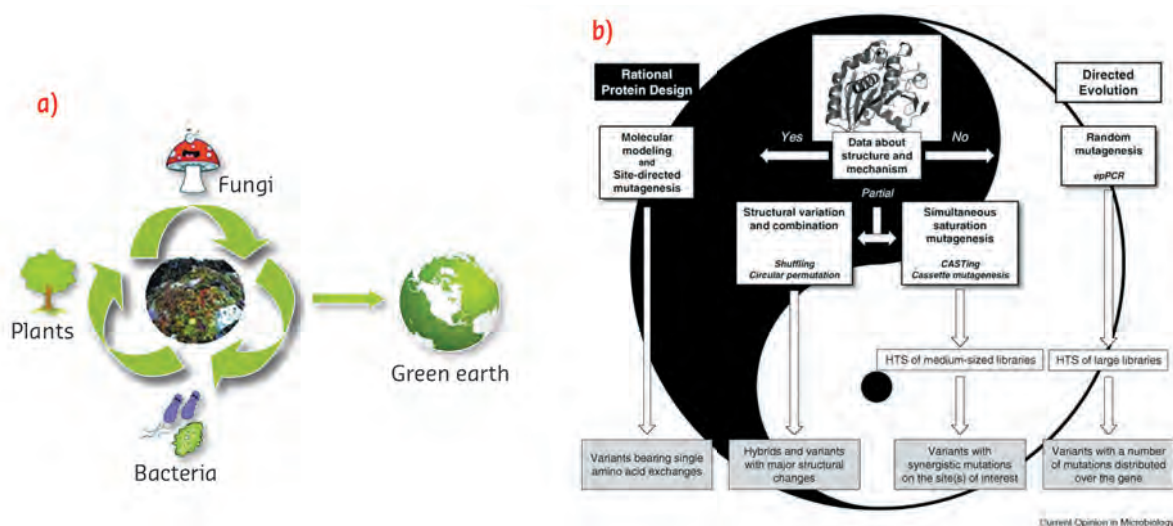 a)
Fungi
Plants
Bacteria
Green earth
b)
Rational
Protein Design
Directed
Evolution
Molecular
modeling
and
Site-directed
mutagenesis
Yes
Data about
structure and
mechanism
No
Random
mutagenesis
epPCR
Partial
Structural variation
and combination
Shuffling
Circular permutation
Simultaneous
saturation
mutagenesis
CASTing
Cassette mutagenesis
HTS of medium-sized libraries
HTS of large libraries
Variants bearing single
amino acid exchanges
Hybrids and variants
with major structural
changes
Variants with
synergistic mutations
on the site(s) of interest
Variants with a number
of mutations distributed
over the gene
Current Opinion in Microbiology